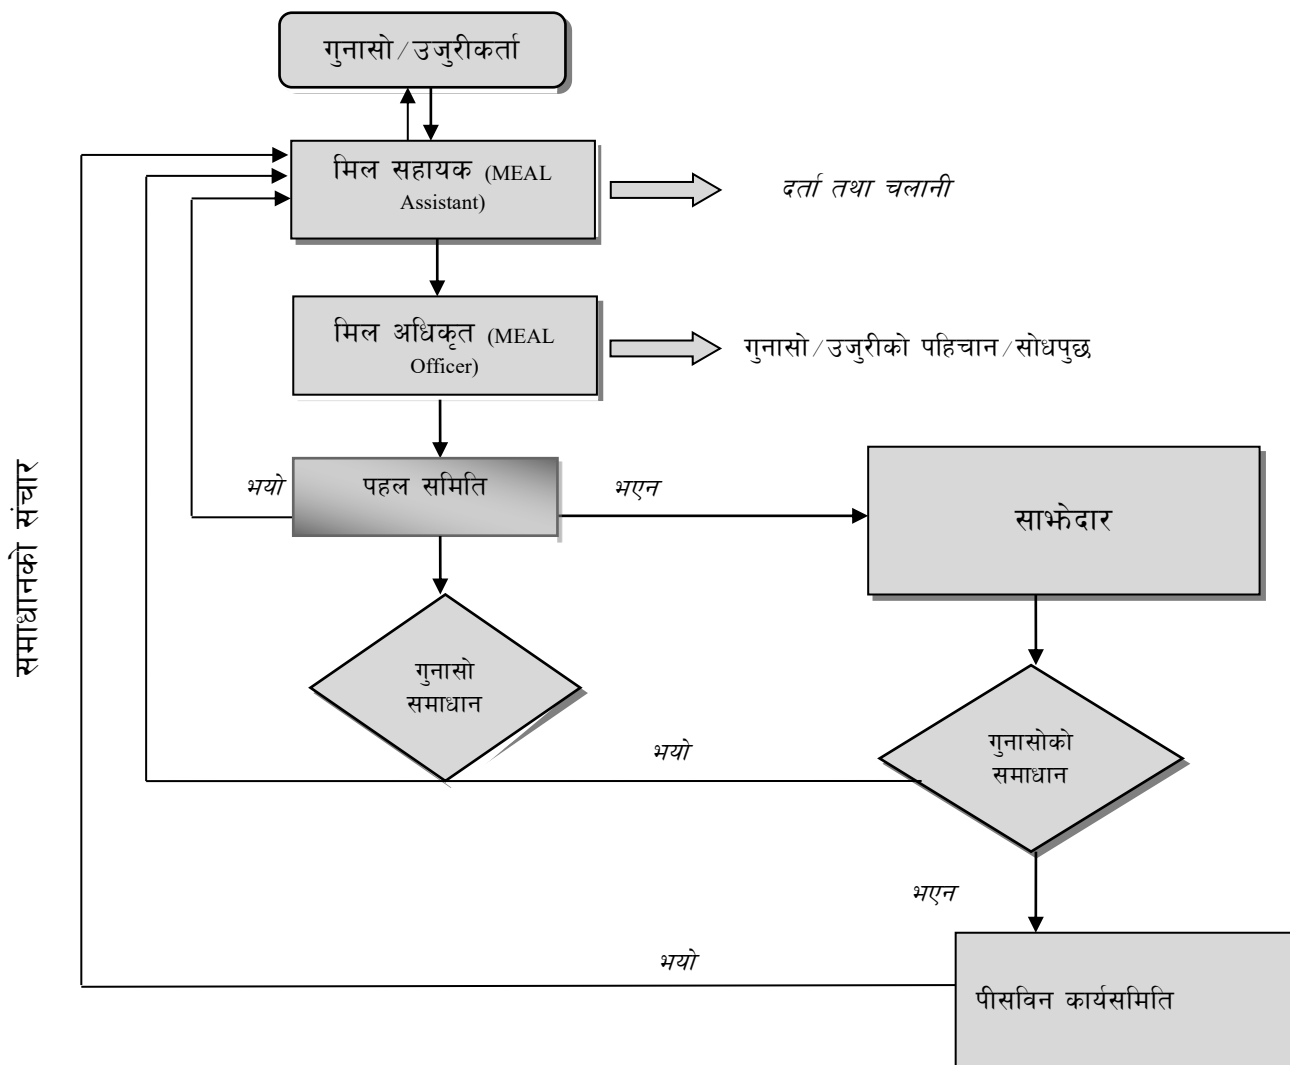 गुनासो/उजुरीकर्ता
मिल सहायक (MEAL
Assistant)
दर्ता तथा चलानी
मिल अधिकृत (MEAL
Officer)
गुनासो/उजुरीको पहिचान/सोधपुछ
भयो
पहल समिति
भएन
साझेदार
समाधानको संचार
गुनासो
समाधान
गुनासोको
समाधान
भयो
भएन
भयो
पीसविन कार्यसमिति